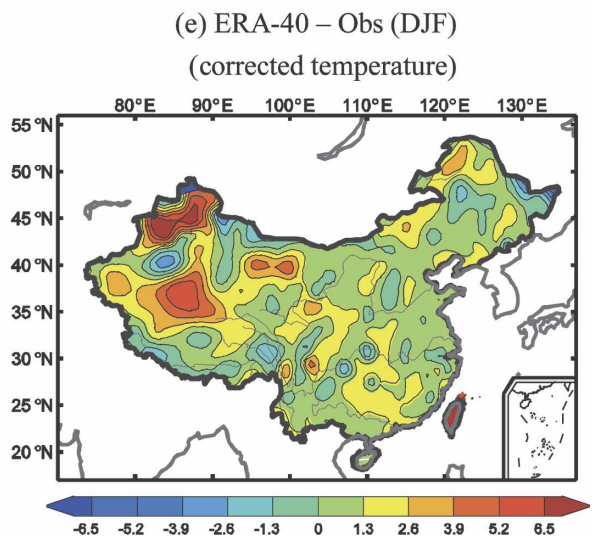 (e) ERA-40 – Obs (DJF)
(corrected temperature)
80°E 90°E 100°E 110°E 120°E 130°E
55 °N
50 °N
45 °N
40 °N
35 °N
30 °N
25 °N
20 °N
-6.5 -5.2 -3.9 -2.6 -1.3 0 1.3 2.6 3.9 5.2 6.5